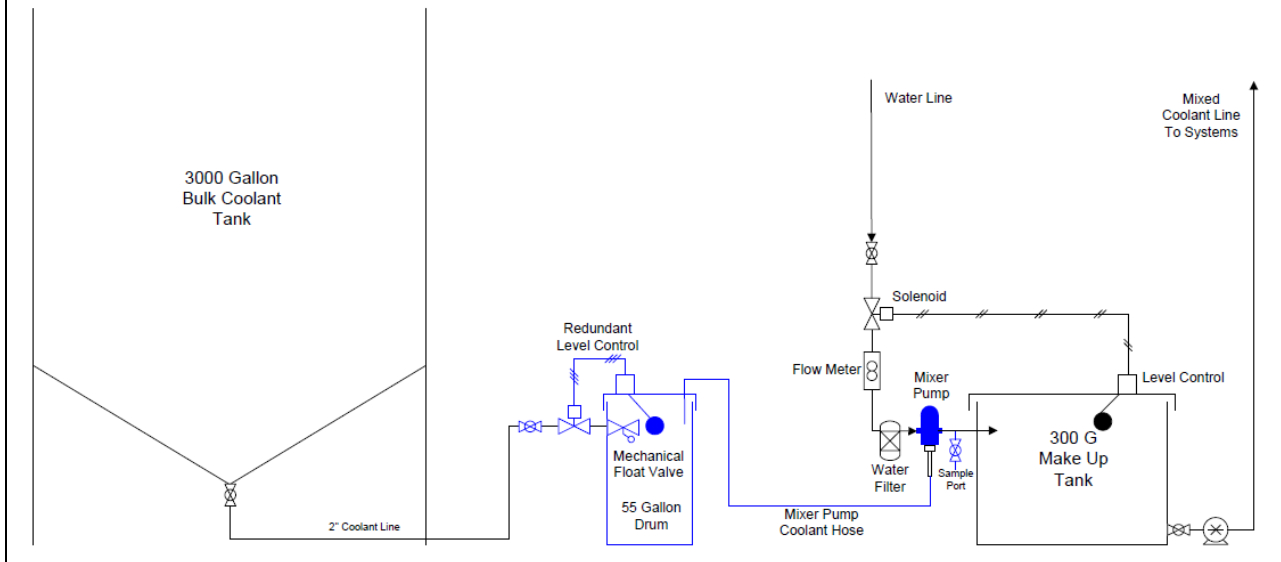 3000 Gallon
Bulk Coolant
Tank
2" Coolant Line
Redundant
Level Control
Mechanical
Float Valve
55 Gallon
Drum
Mixer Pump
Coolant Hose
Water Line
Solenoid
Flow Meter
Water
Filter
Mixer
Pump
Sample
Port
Level Control
300 G
Make Up
Tank
Mixed
Coolant Line
To Systems